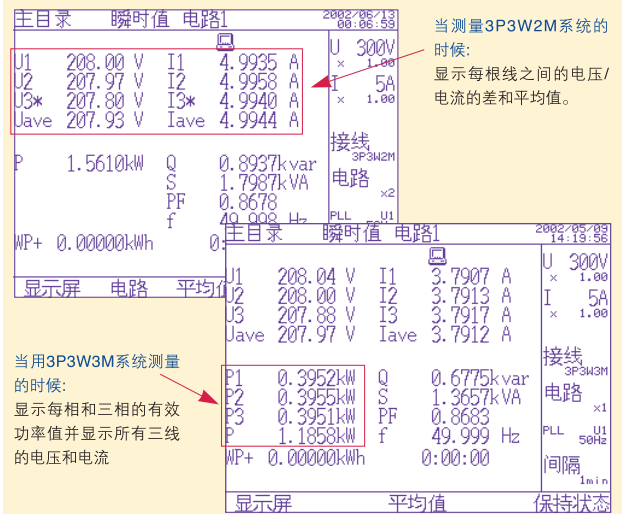 主目录 瞬时值 电路1 2002/06/13 00:06:59
U1 208.00 V I1 4.9935 A
U2 207.97 V I2 4.9958 A
U3* 207.80 V I3* 4.9940 A
Uave 207.93 V Iave 4.9944 A
P 1.5610kW Q 0.8937kvar
S 1.7987kVA
PF 0.8678
f 49.998 Hz
WP+ 0.00000kWh 0:
U 300V
× 1.00
I 5A
× 1.00
接线
3P3W2M
电路
×2
PLL U1
显示屏 电路 平均值
当测量3P3W2M系统的
时候:
显示每根线之间的电压/
电流的差和平均值。
主目录 瞬时值 电路1 2002/05/09 14:19:56
U1 208.04 V I1 3.7907 A
U2 208.00 V I2 3.7913 A
U3 207.88 V I3 3.7917 A
Uave 207.97 V Iave 3.7912 A
P1 0.3952kW Q 0.6775kvar
P2 0.3955kW S 1.3657kVA
P3 0.3951kW PF 0.8683
P 1.1858kW f 49.999 Hz
WP+ 0.00000kWh 0:00:00
U 300V
× 1.00
I 5A
× 1.00
接线
3P3W3M
电路
×1
PLL U1
50Hz
间隔
1min
显示屏 平均值 保持状态
当用3P3W3M系统测量
的时候:
显示每相和三相的有效
功率值并显示所有三线
的电压和电流